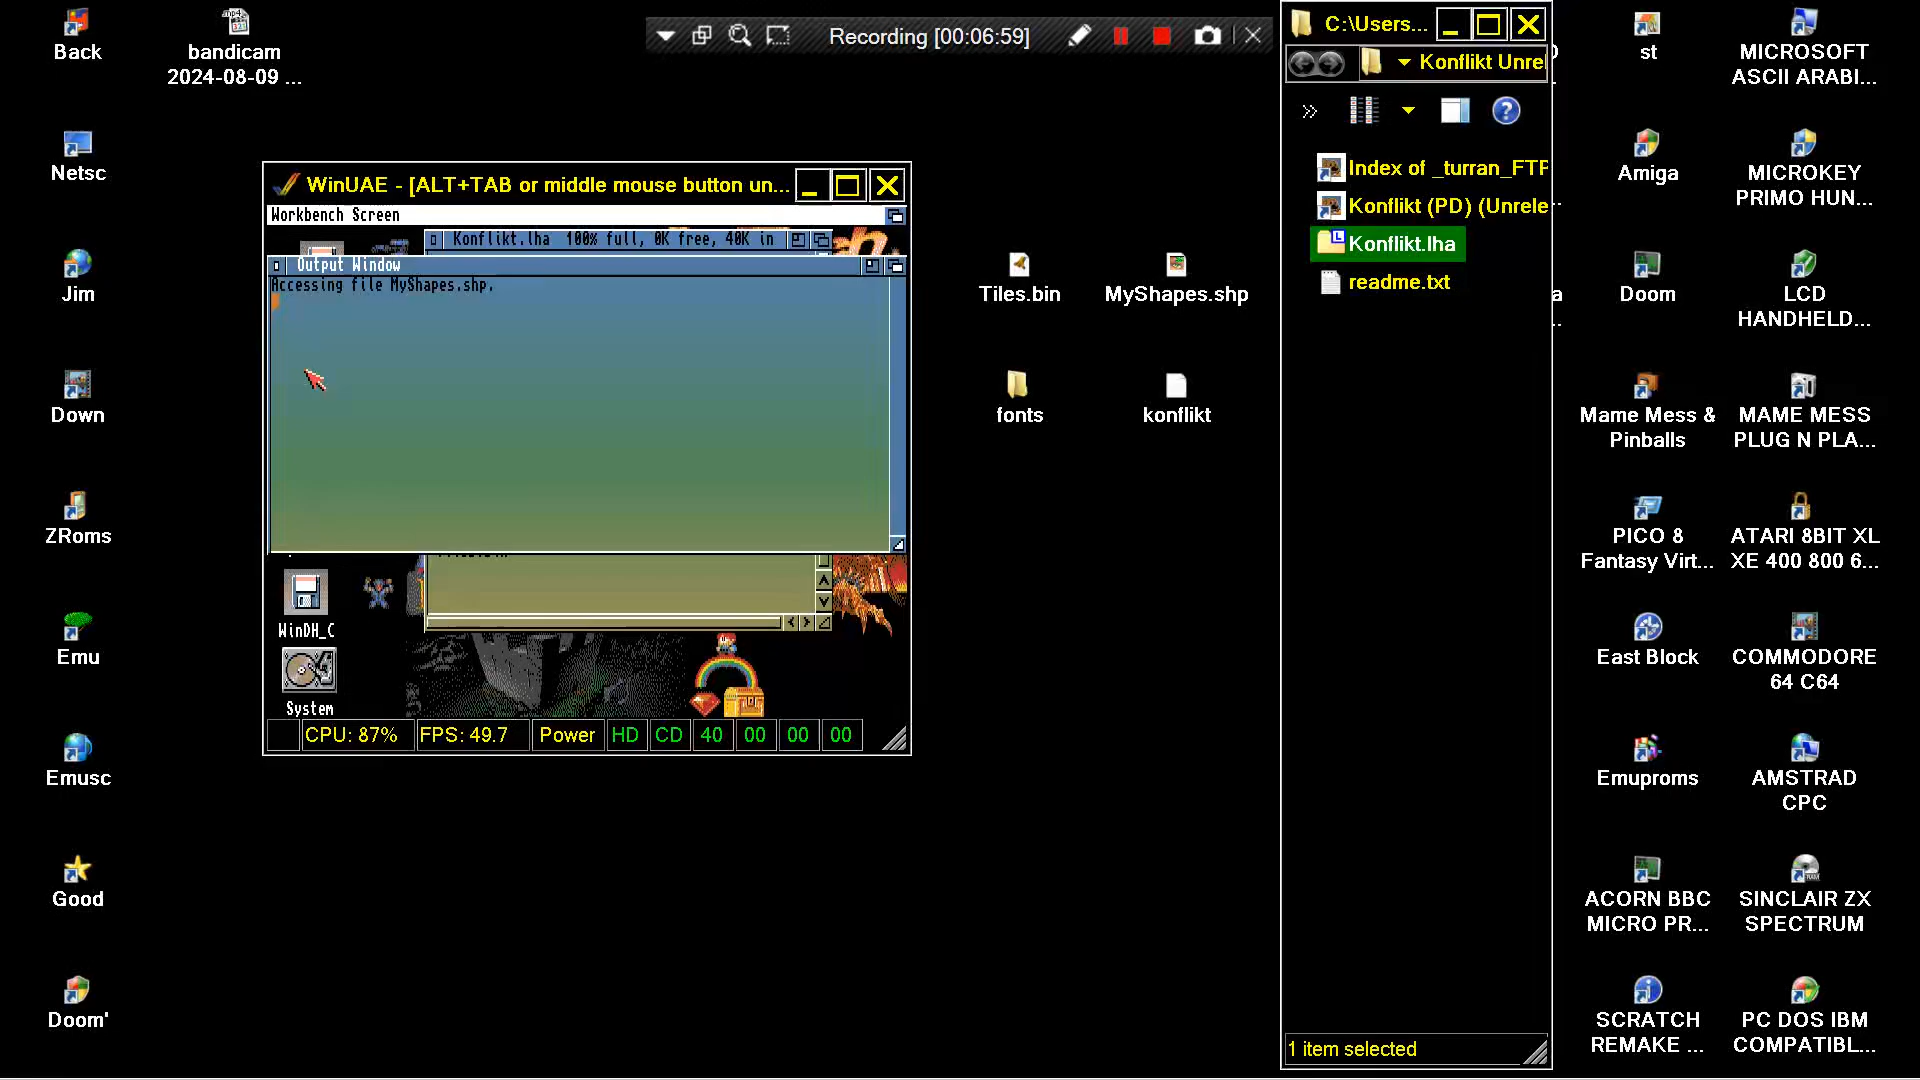 Back
bandicam
2024-08-09 ...
Netsc
Jim
Down
ZRoms
Emu
Emusc
Good
Doom'
Recording [00:06:59]
WinUAE - [ALT+TAB or middle mouse button un...
Workbench Screen
Konflikt.lha 100% full, 0K free, 40K in
Output Window
Accessing file MyShapes.shp.
WinDH_C
System
CPU: 87%
FPS: 49.7
Power
HD
CD
40
00
00
00
Tiles.bin
MyShapes.shp
fonts
konflikt
C:\Users...
Konflikt Unre
Index of _turran_FTP
Konflikt (PD) (Unrele
Konflikt.lha
readme.txt
1 item selected
st
Amiga
Doom
Mame Mess &
Pinballs
PICO 8
Fantasy Virt...
East Block
Emuproms
ACORN BBC
MICRO PR...
SCRATCH
REMAKE ...
MICROSOFT
ASCII ARABI...
MICROKEY
PRIMO HUN...
LCD
HANDHELD...
MAME MESS
PLUG N PLA...
ATARI 8BIT XL
XE 400 800 6...
COMMODORE
64 C64
AMSTRAD
CPC
SINCLAIR ZX
SPECTRUM
PC DOS IBM
COMPATIBL...